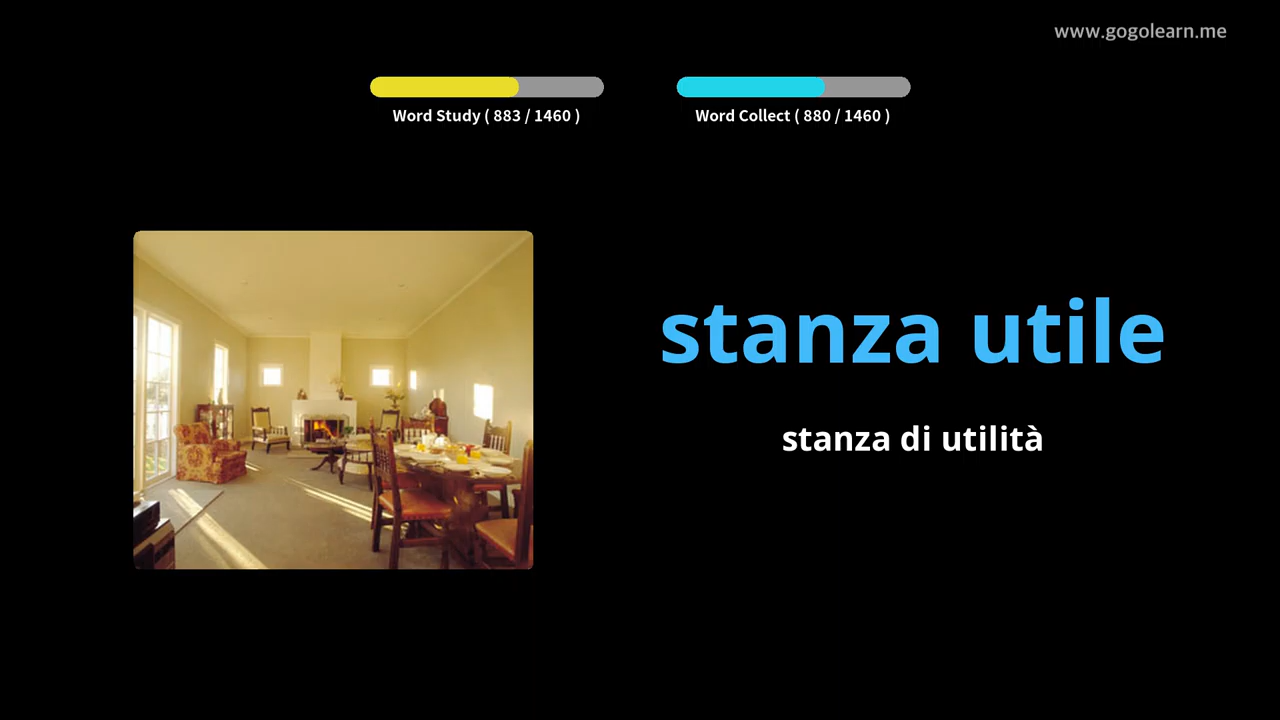 www.gogolearn.me
Word Study ( 883 / 1460 )
Word Collect ( 880 / 1460 )
stanza utile
stanza di utilità